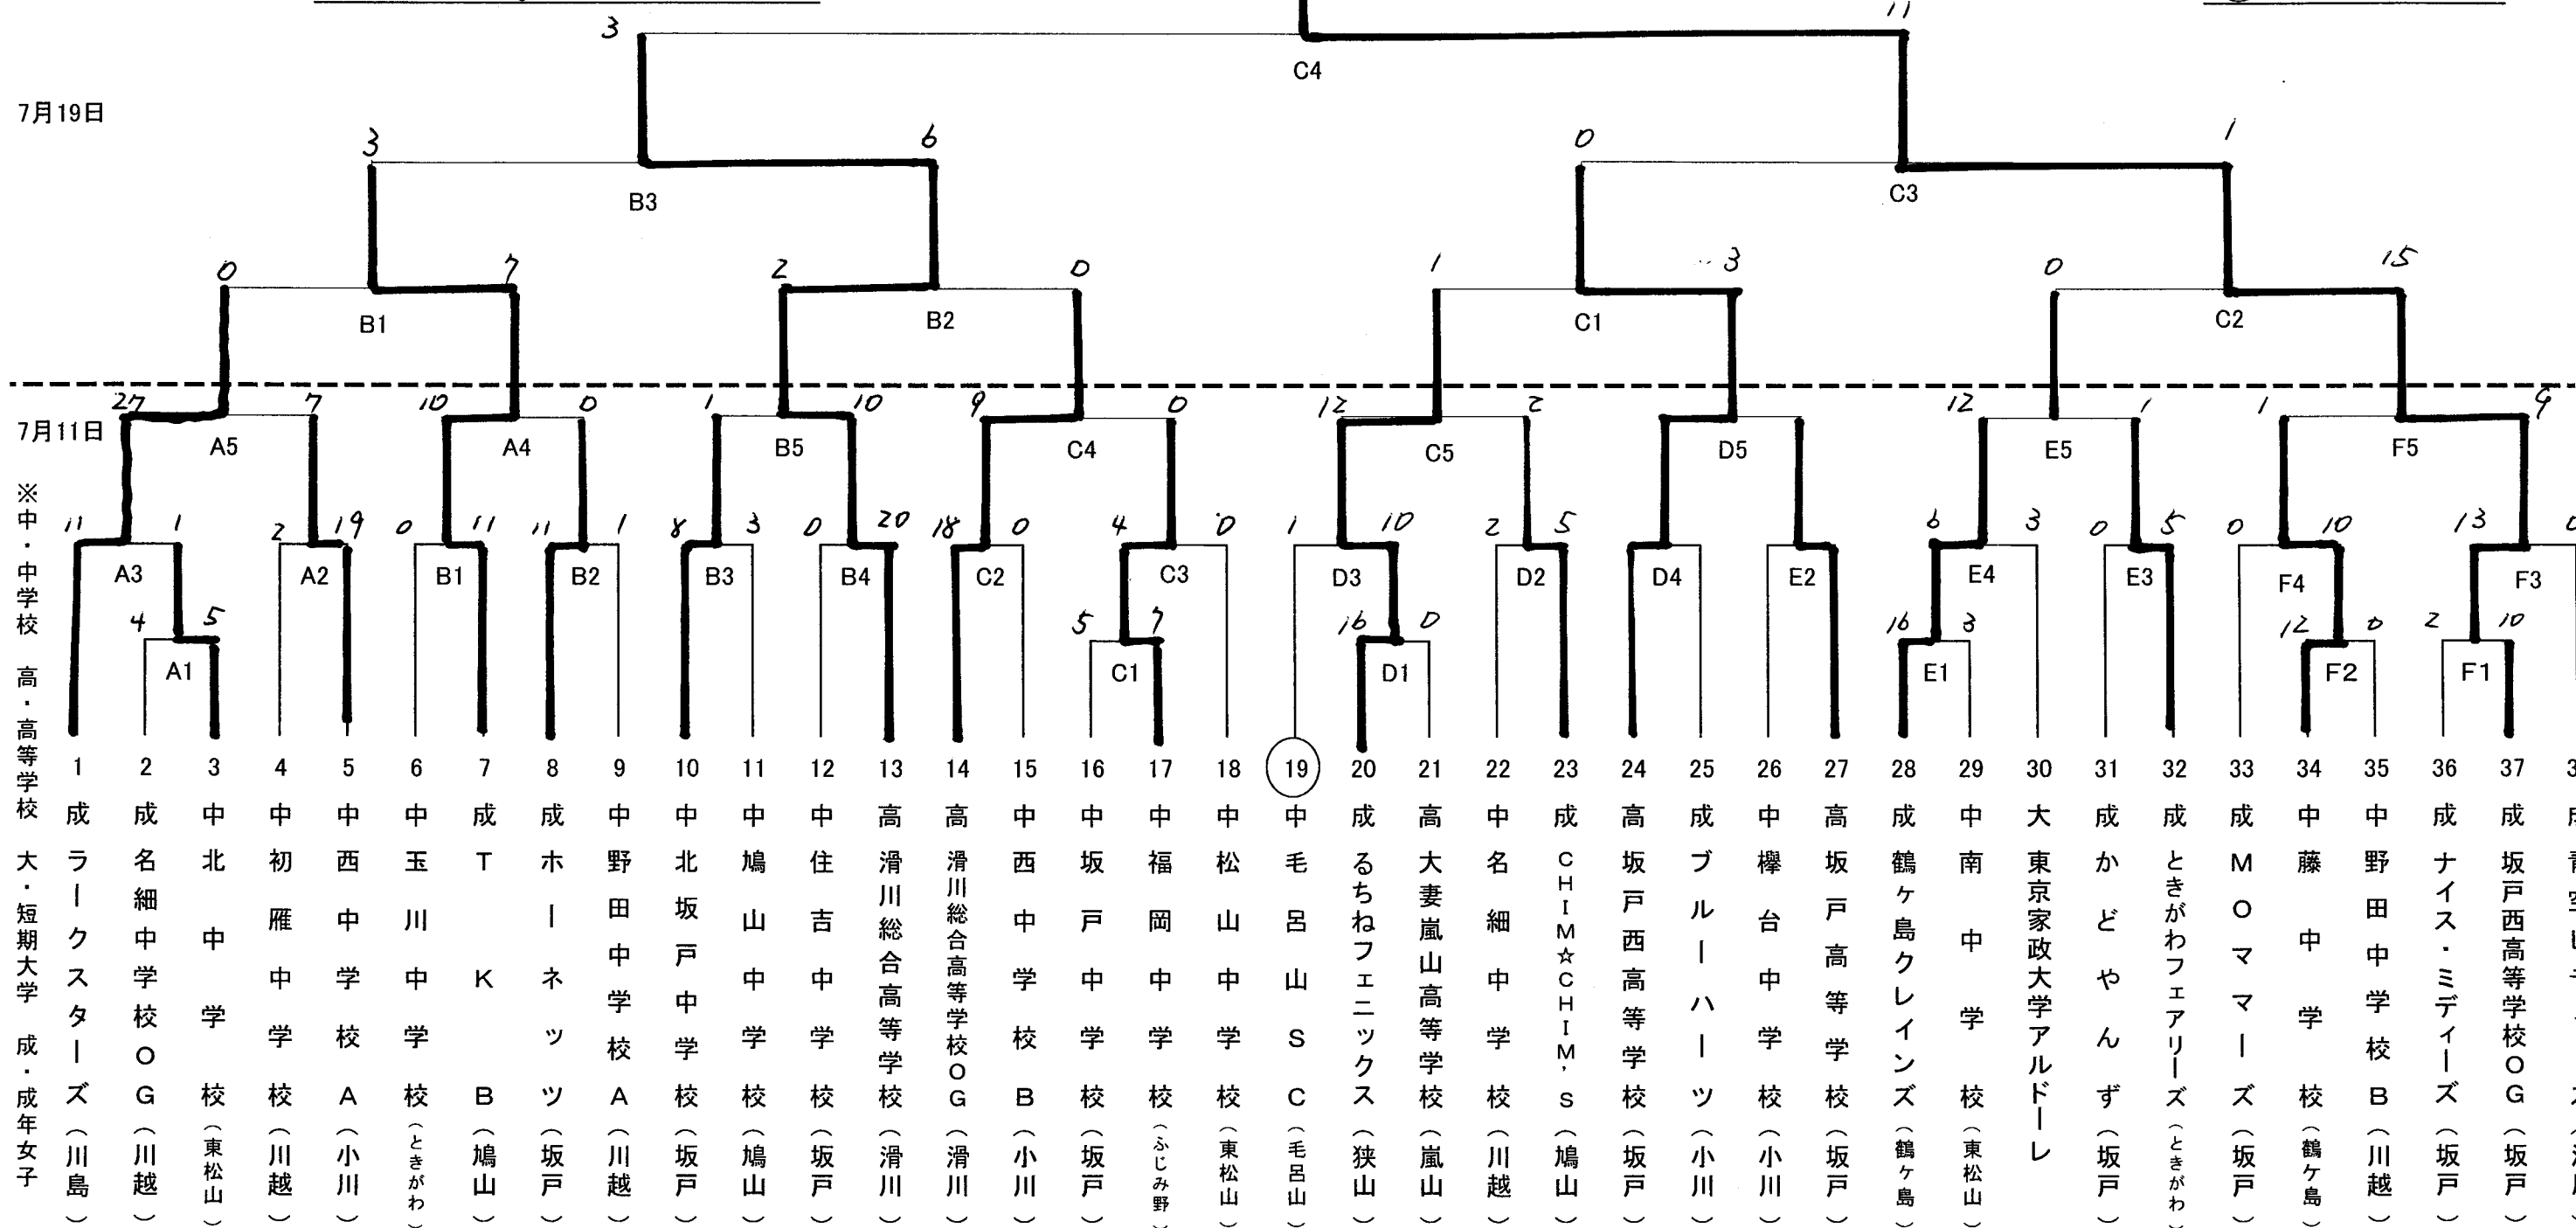 3 11
C4
7月19日
3 6 0 1
B3 C3
0 7 2 0 1 3 0 15
B1 B2 C1 C2
27 7 10 0 1 10 9 0 12 2 12 1 1 9
7月11日
A5 A4 B5 C4 C5 D5 E5 F5
11 1 2 19 0 11 11 1 8 3 0 20 18 0 4 0 1 10 2 5 6 3 0 5 0 10 13
A3 A2 B1 B2 B3 B4 C2 C3 D3 D2 D4 E2 E4 E3 F4 F3
4 5 5 7 16 0 16 3 12 0 2 10
A1 C1 D1 E1 F2 F1
※中・中学校 高・高等学校 大・短期大学 成・成年女子
1 成 ラークスターズ(川島)
2 成 名細中学校OG(川越)
3 中 北中学校(東松山)
4 中 初雁中学校(川越)
5 中 西中学校A(小川)
6 中 玉川中学校(ときがわ)
7 成 TKB(鳩山)
8 成 ホーネッツ(坂戸)
9 中 野田中学校A(川越)
10 中 北坂戸中学校(坂戸)
11 中 鳩山中学校(鳩山)
12 中 住吉中学校(坂戸)
13 高 滑川総合高等学校(滑川)
14 高 滑川総合高等学校OG(滑川)
15 中 西中学校B(小川)
16 中 坂戸中学校(坂戸)
17 中 福岡中学校(ふじみ野)
18 中 松山中学校(東松山)
19 中 毛呂山SC(毛呂山)
20 成 るちねフェニックス(狭山)
21 高 大妻嵐山高等学校(嵐山)
22 中 名細中学校(川越)
23 成 CHIM☆CHIM'S(鳩山)
24 高 坂戸西高等学校(坂戸)
25 成 ブルーハーツ(小川)
26 中 欅台中学校(小川)
27 高 坂戸高等学校(坂戸)
28 成 鶴ヶ島クレインズ(鶴ヶ島)
29 中 南中学校(東松山)
30 大 東京家政大学アルドーレ
31 成 かどやんず(坂戸)
32 成 ときがわフェアリーズ(ときがわ)
33 成 MOママーズ(坂戸)
34 中 藤中学校(鶴ケ島)
35 中 野田中学校B(川越)
36 成 ナイス・ミディーズ(坂戸)
37 成 坂戸西高等学校OG(坂戸)